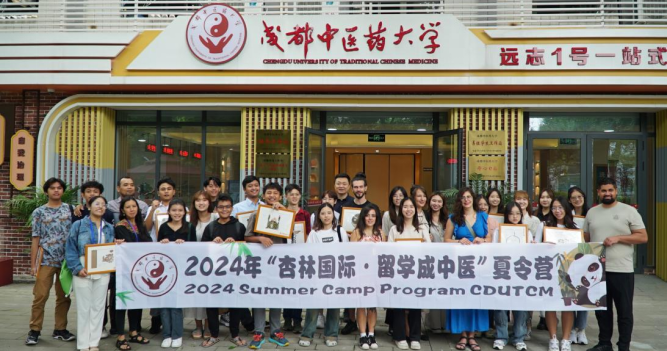 成都中医药大学
CHENGDU UNIVERSITY OF TRADITIONAL CHINESE MEDICINE
远志1号一站式
2024年“杏林国际·留学成中医”夏令营
2024 Summer Camp Program CDUTCM